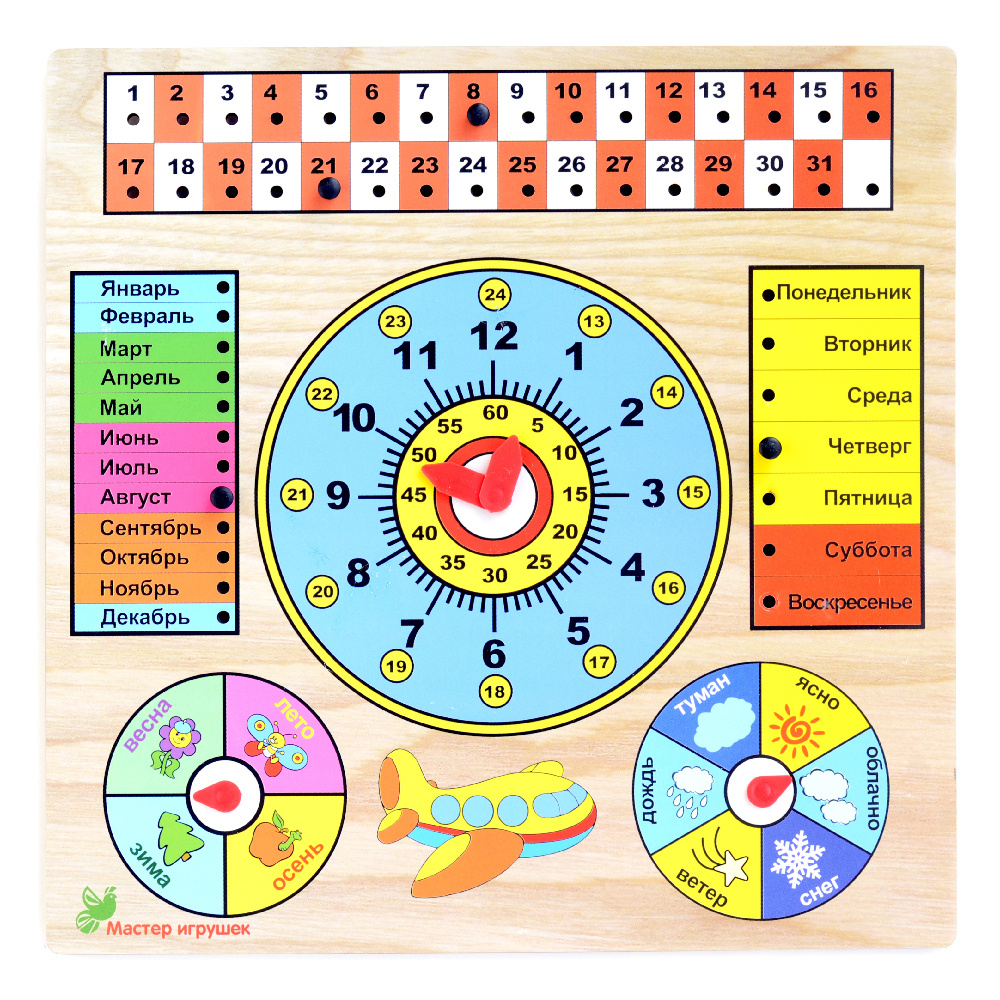 1 2 3 4 5 6 7 8 9 10 11 12 13 14 15 16
17 18 19 20 21 22 23 24 25 26 27 28 29 30 31
Январь
Февраль
Март
Апрель
Май
Июнь
Июль
Август
Сентябрь
Октябрь
Ноябрь
Декабрь
24
13
14
15
16
17
18
19
20
21
22
23
12
1
2
3
4
5
6
7
8
9
10
11
60
5
10
15
20
25
30
35
40
45
50
55
Понедельник
Вторник
Среда
Четверг
Пятница
Суббота
Воскресенье
весна
лето
осень
зима
туман
ясно
облачно
снег
ветер
дождь
Мастер игрушек